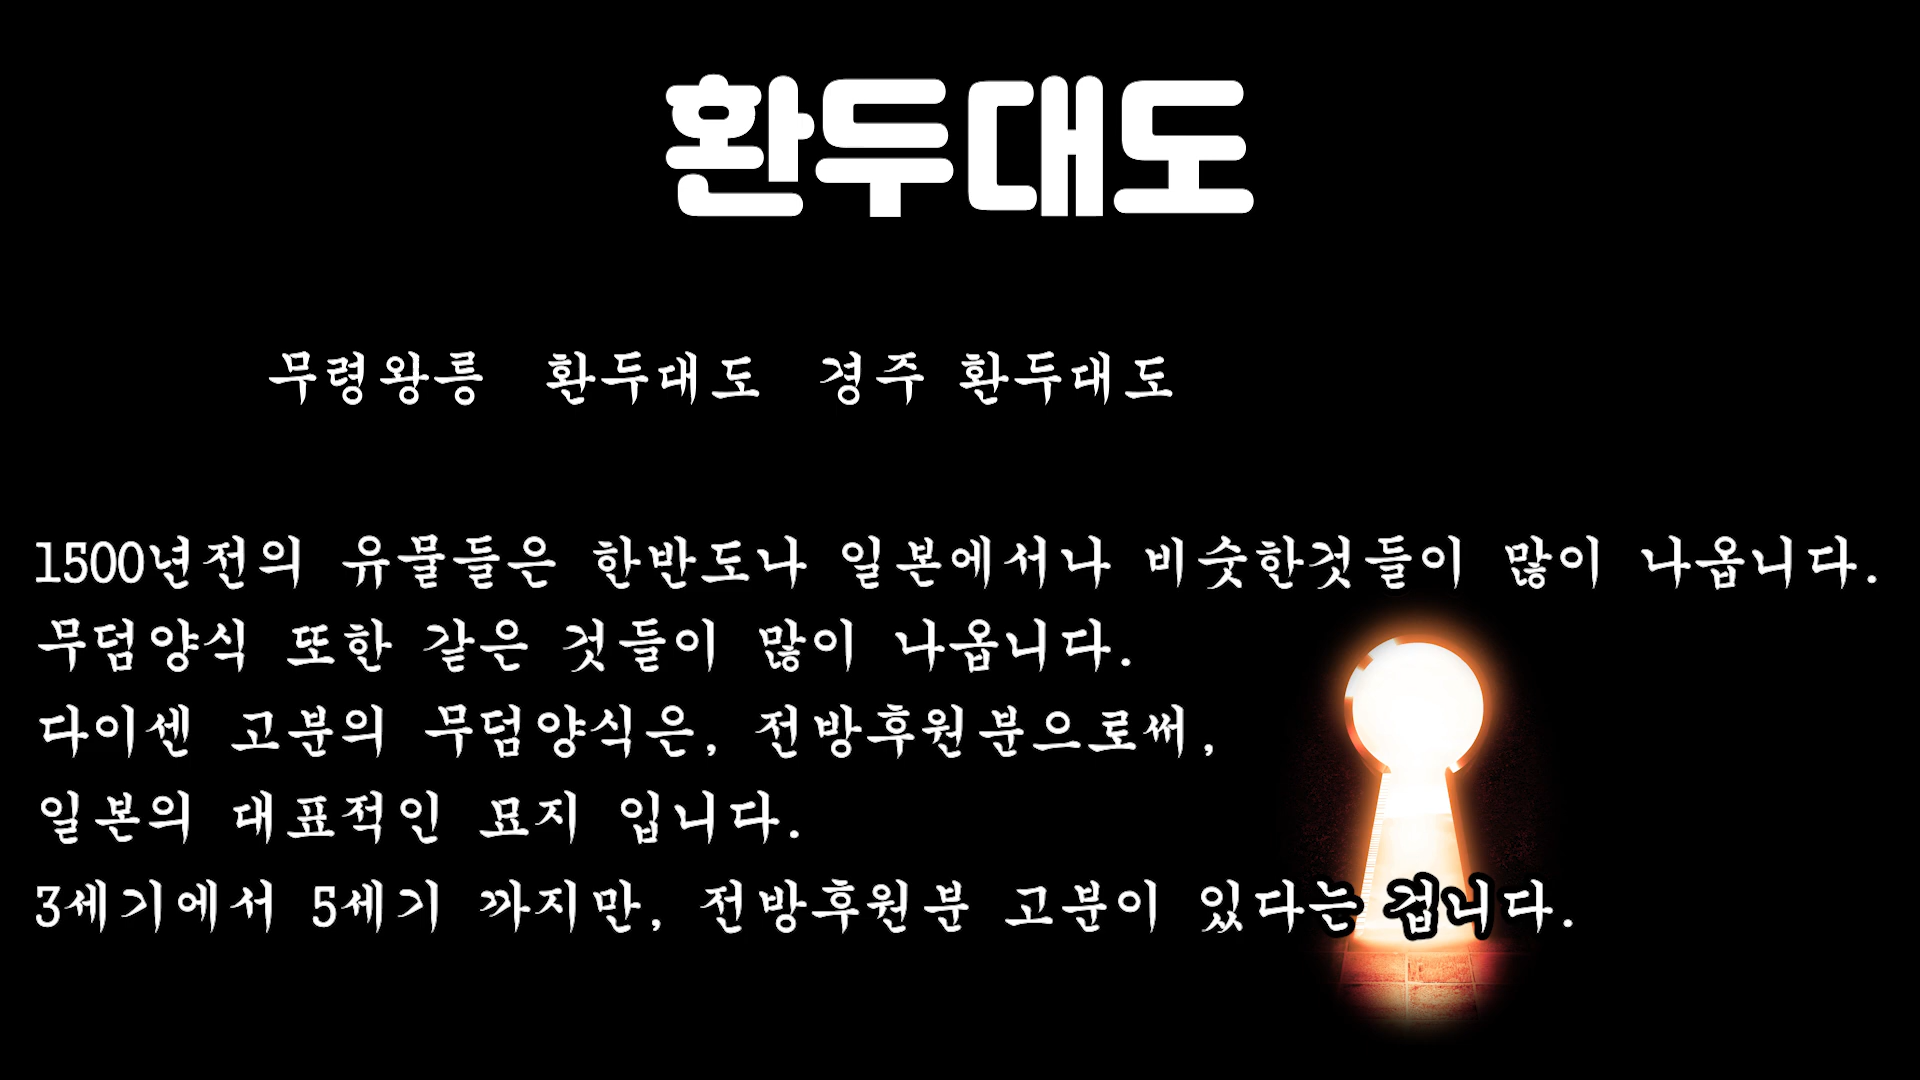 환두대도
무령왕릉 환두대도 경주 환두대도
1500년전의 유물들은 한반도나 일본에서나 비슷한것들이 많이 나옵니다.
무덤양식 또한 같은 것들이 많이 나옵니다.
다이센 고분의 무덤양식은, 전방후원분으로써,
일본의 대표적인 묘지 입니다.
3세기에서 5세기 까지만, 전방후원분 고분이 있다는 겁니다.